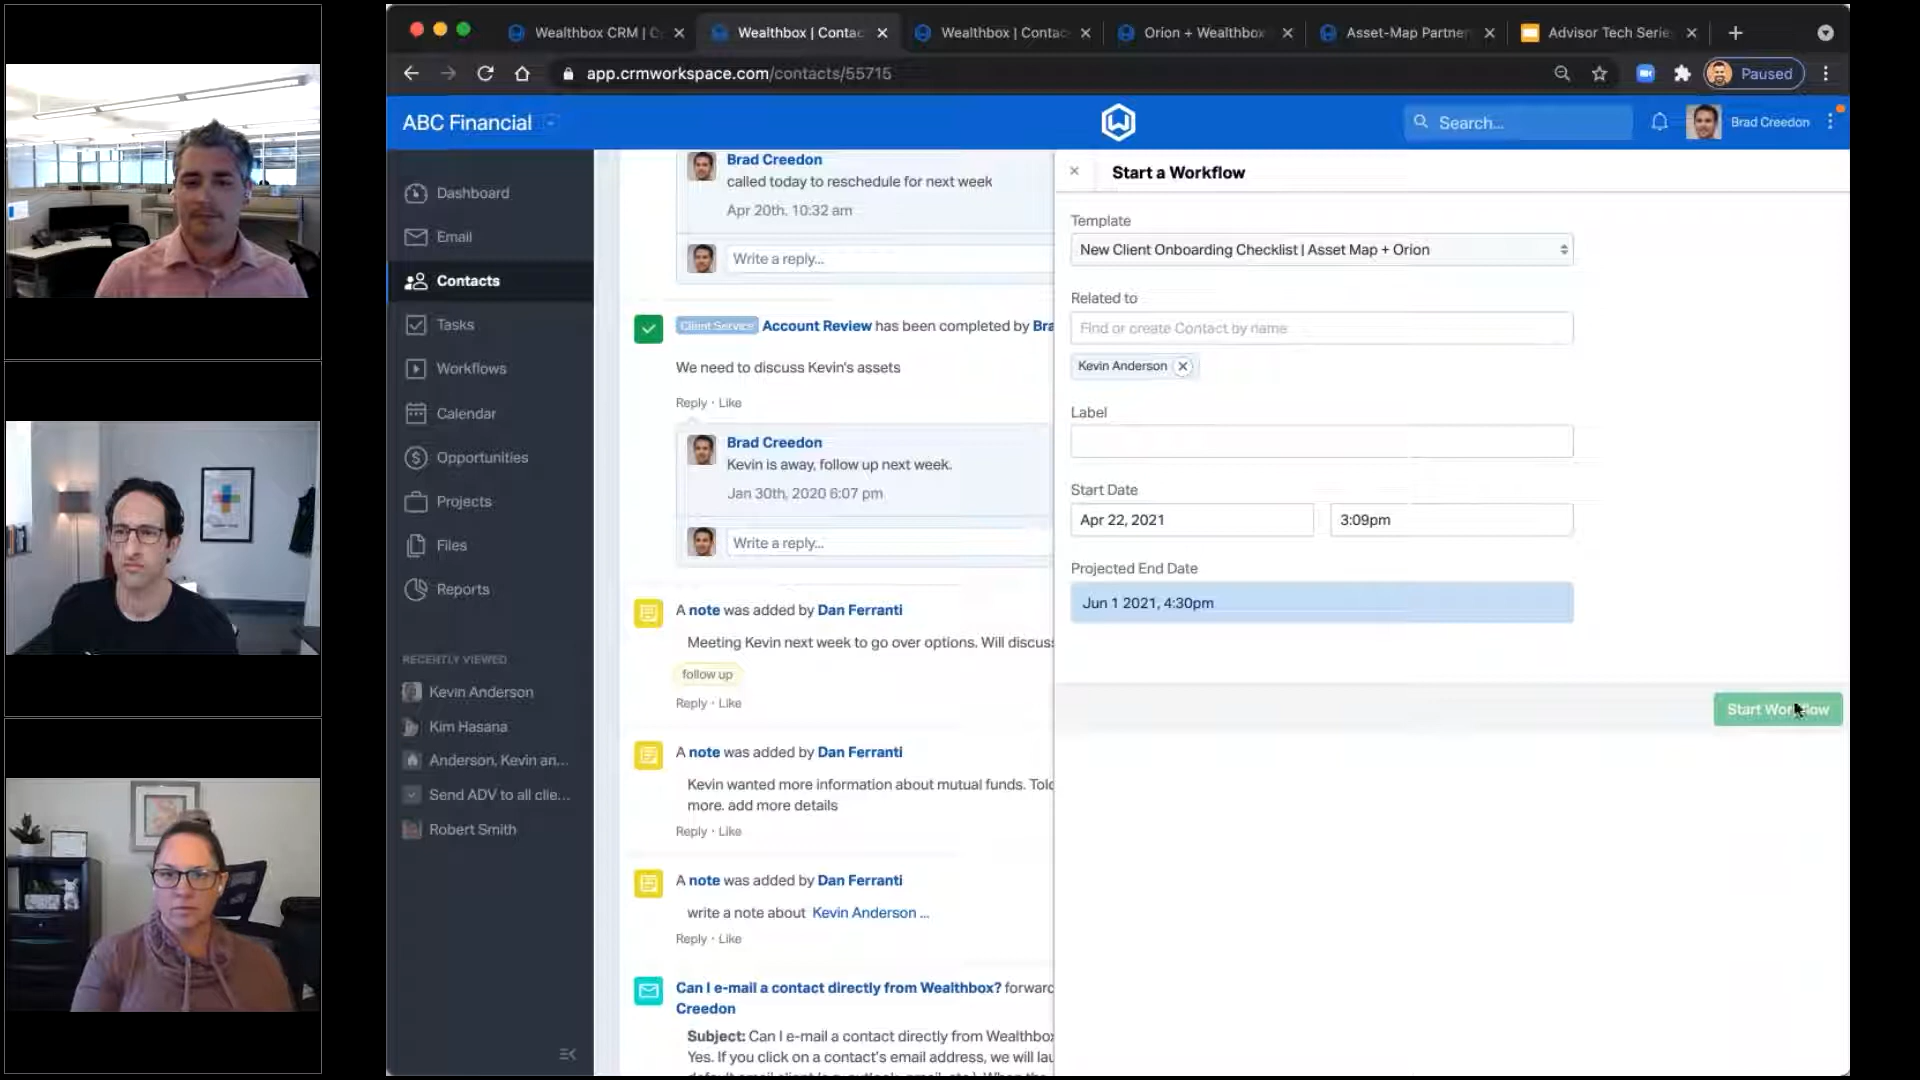 Wealthbox CRM | C
Wealthbox | Contac
Wealthbox | Contac
Orion + Wealthbox
Asset-Map Partner
Advisor Tech Serie
app.crmworkspace.com/contacts/55715
Paused
ABC Financial
Search...
Brad Creedon
Dashboard
Email
Contacts
Tasks
Workflows
Calendar
Opportunities
Projects
Files
Reports
RECENTLY VIEWED
Kevin Anderson
Kim Hasana
Anderson, Kevin an...
Send ADV to all clie...
Robert Smith
Brad Creedon
called today to reschedule for next week
Apr 20th, 10:32 am
Write a reply...
Client Service Account Review has been completed by Bra
We need to discuss Kevin's assets
Reply · Like
Brad Creedon
Kevin is away, follow up next week.
Jan 30th, 2020 6:07 pm
Write a reply...
A note was added by Dan Ferranti
Meeting Kevin next week to go over options. Will discuss
follow up
Reply · Like
A note was added by Dan Ferranti
Kevin wanted more information about mutual funds. Told
more. add more details
Reply · Like
A note was added by Dan Ferranti
write a note about Kevin Anderson ...
Reply · Like
Can I e-mail a contact directly from Wealthbox? forward
Creedon
Subject: Can I e-mail a contact directly from Wealthbox
Yes. If you click on a contact's email address, we will lau
Start a Workflow
Template
New Client Onboarding Checklist | Asset Map + Orion
Related to
Find or create Contact by name
Kevin Anderson
Label
Start Date
Apr 22, 2021
3:09pm
Projected End Date
Jun 1 2021, 4:30pm
Start Workflow